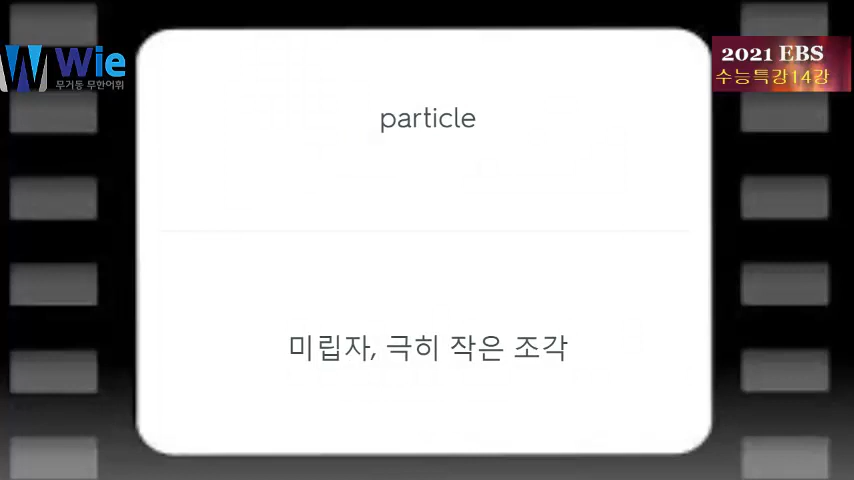 Wie
무거동 무한어휘
2021 EBS
수능특강14강
particle
미립자, 극히 작은 조각